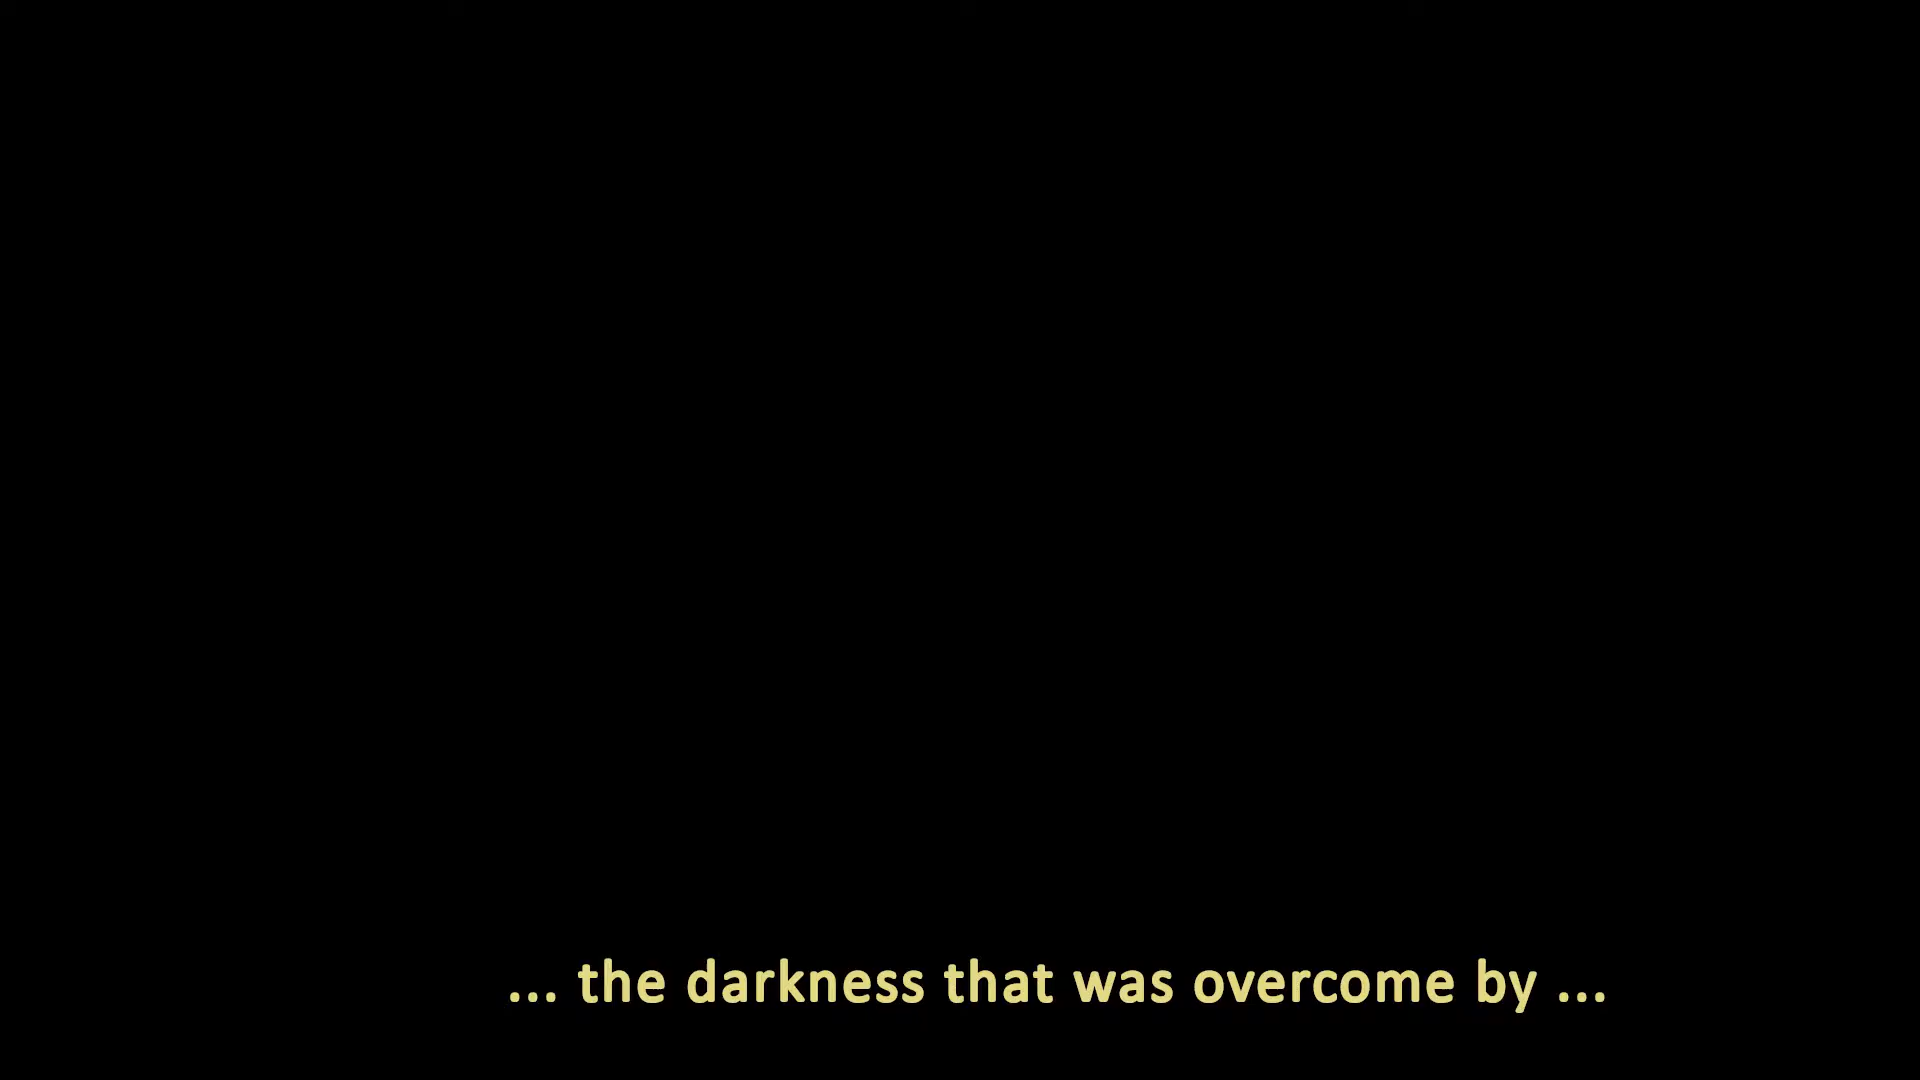 ... the darkness that was overcome by ...